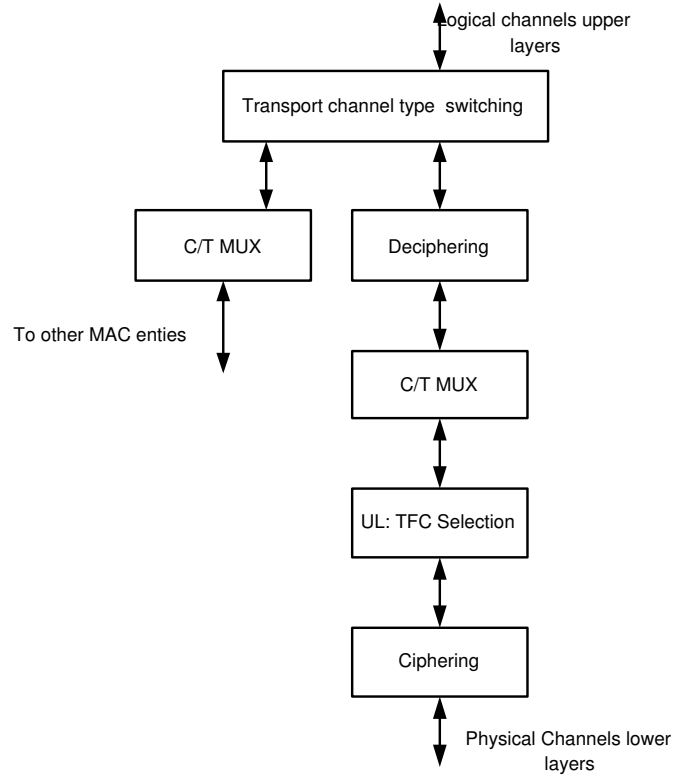 Logical channels upper
layers
Transport channel type switching
C/T MUX
Deciphering
To other MAC enties
C/T MUX
UL: TFC Selection
Ciphering
Physical Channels lower
layers